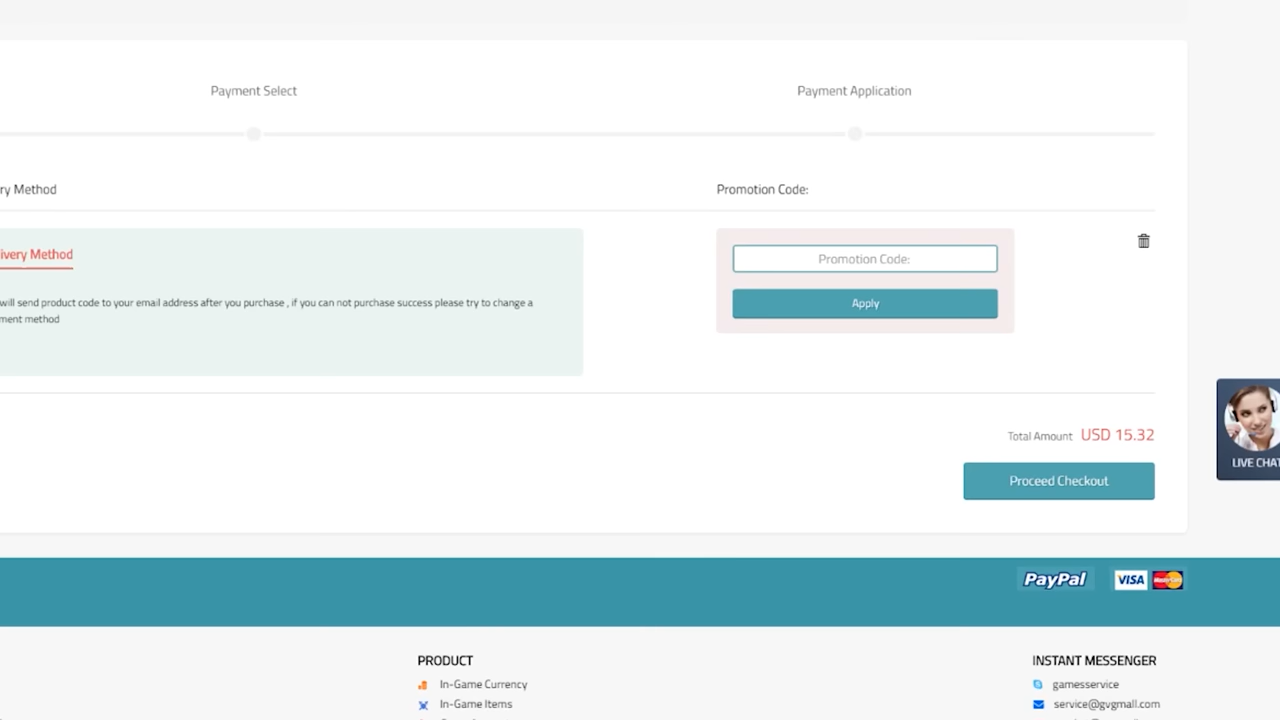 Payment Select
Payment Application
ry Method
Promotion Code:
ivery Method
Promotion Code:
will send product code to your email address after you purchase , if you can not purchase success please try to change a
Apply
ment method
Total Amount USD 15.32
Proceed Checkout
LIVE CHAT
PayPal VISA MasterCard
PRODUCT
INSTANT MESSENGER
In-Game Currency
gamesservice
In-Game Items
service@gvgmall.com